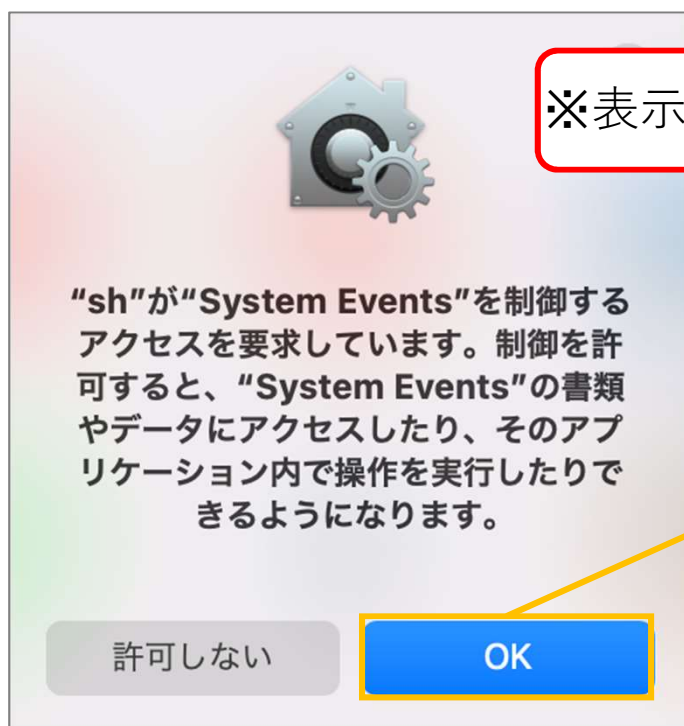 ※表示
“sh”が“System Events”を制御する
アクセスを要求しています。制御を許
可すると、“System Events”の書類
やデータにアクセスしたり、そのアプ
リケーション内で操作を実行したりで
きるようになります。
許可しない
OK